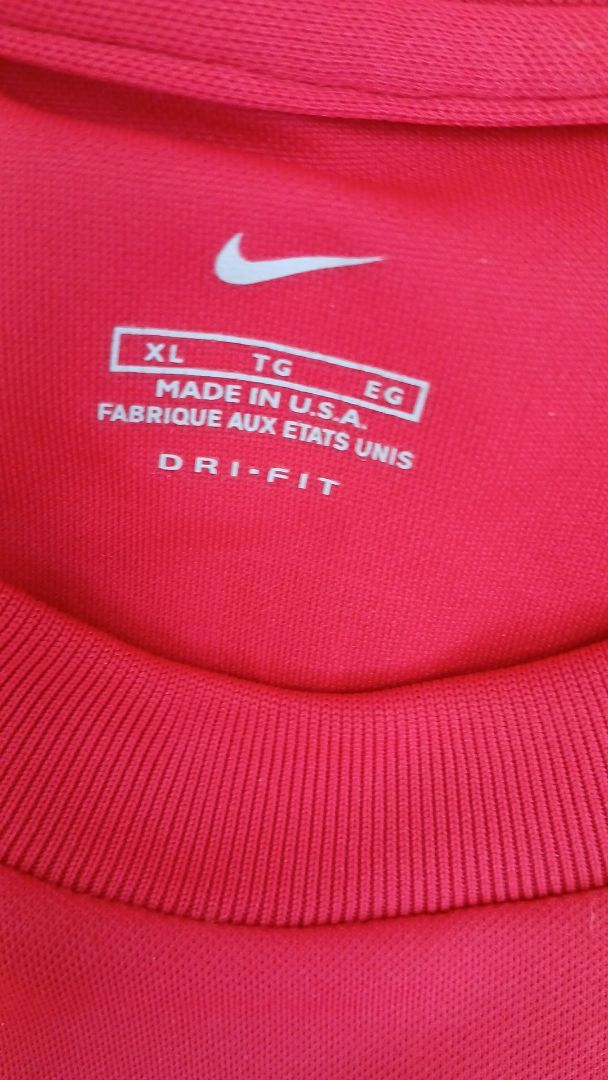 XL TG EG
MADE IN U.S.A.
FABRIQUE AUX ETATS UNIS
DRI-FIT